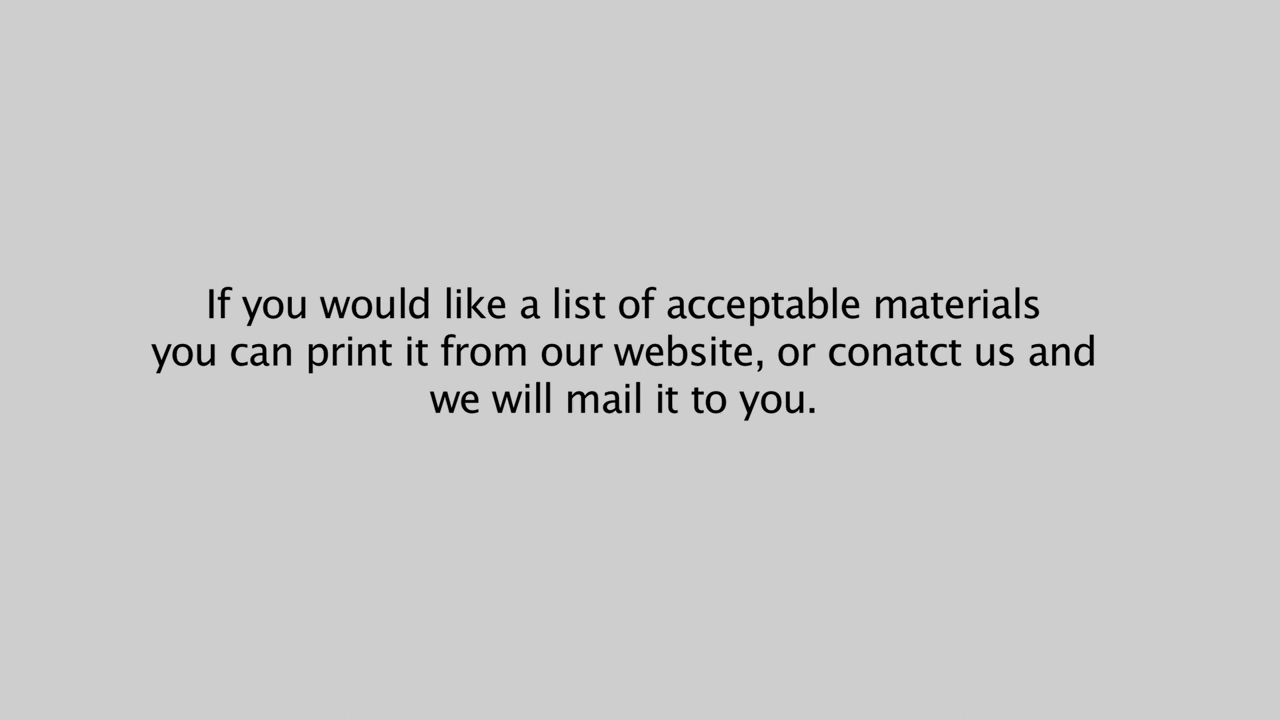 If you would like a list of acceptable materials
you can print it from our website, or conatct us and
we will mail it to you.